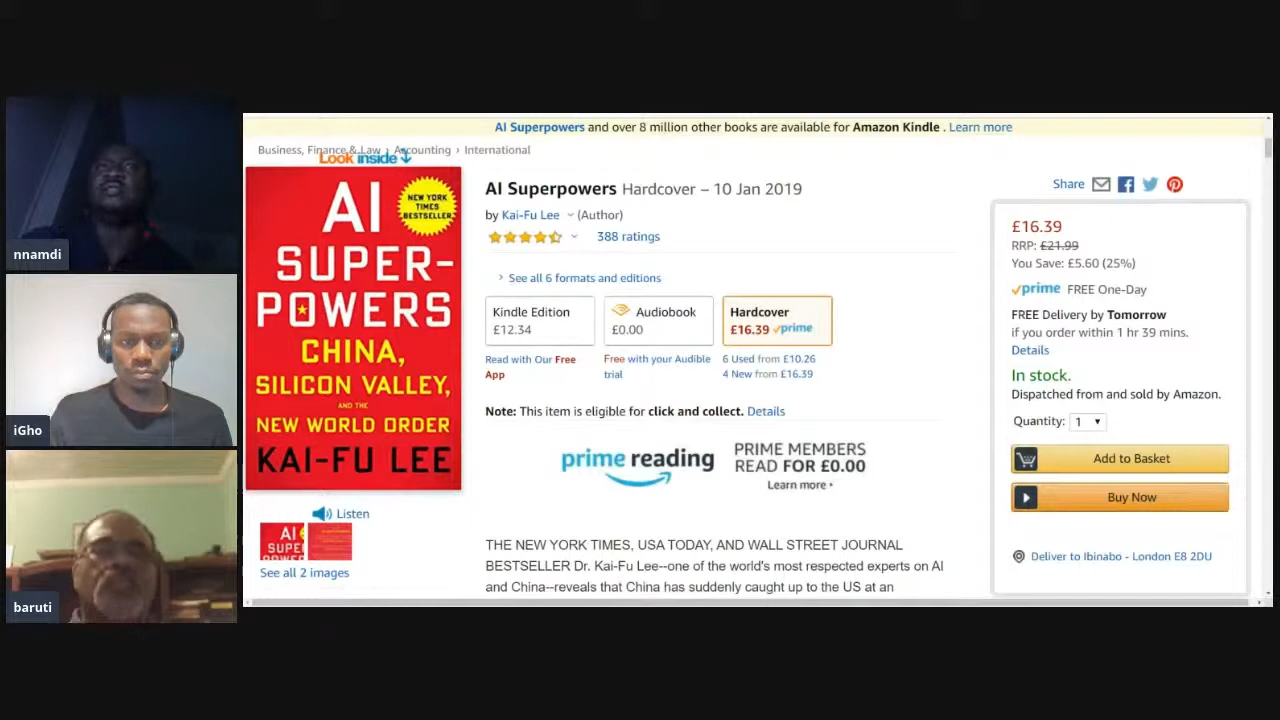 nnamdi
iGho
baruti
AI Superpowers and over 8 million other books are available for Amazon Kindle . Learn more
Business, Finance & Law › Accounting › International
Look inside
AI
SUPER-
POWERS
CHINA,
SILICON VALLEY,
AND THE
NEW WORLD ORDER
KAI-FU LEE
NEW YORK
TIMES
BESTSELLER
Listen
AI
SUPE
POWERS
See all 2 images
AI Superpowers Hardcover – 10 Jan 2019
by Kai-Fu Lee (Author)
388 ratings
› See all 6 formats and editions
Kindle Edition
£12.34
Read with Our Free
App
Audiobook
£0.00
Free with your Audible
trial
Hardcover
£16.39 prime
6 Used from £10.26
4 New from £16.39
Note: This item is eligible for click and collect. Details
prime reading
PRIME MEMBERS
READ FOR £0.00
Learn more ›
THE NEW YORK TIMES, USA TODAY, AND WALL STREET JOURNAL
BESTSELLER Dr. Kai-Fu Lee--one of the world's most respected experts on AI
and China--reveals that China has suddenly caught up to the US at an
Share
£16.39
RRP: £21.99
You Save: £5.60 (25%)
prime FREE One-Day
FREE Delivery by Tomorrow
if you order within 1 hr 39 mins.
Details
In stock.
Dispatched from and sold by Amazon.
Quantity: 1
Add to Basket
Buy Now
Deliver to Ibinabo - London E8 2DU